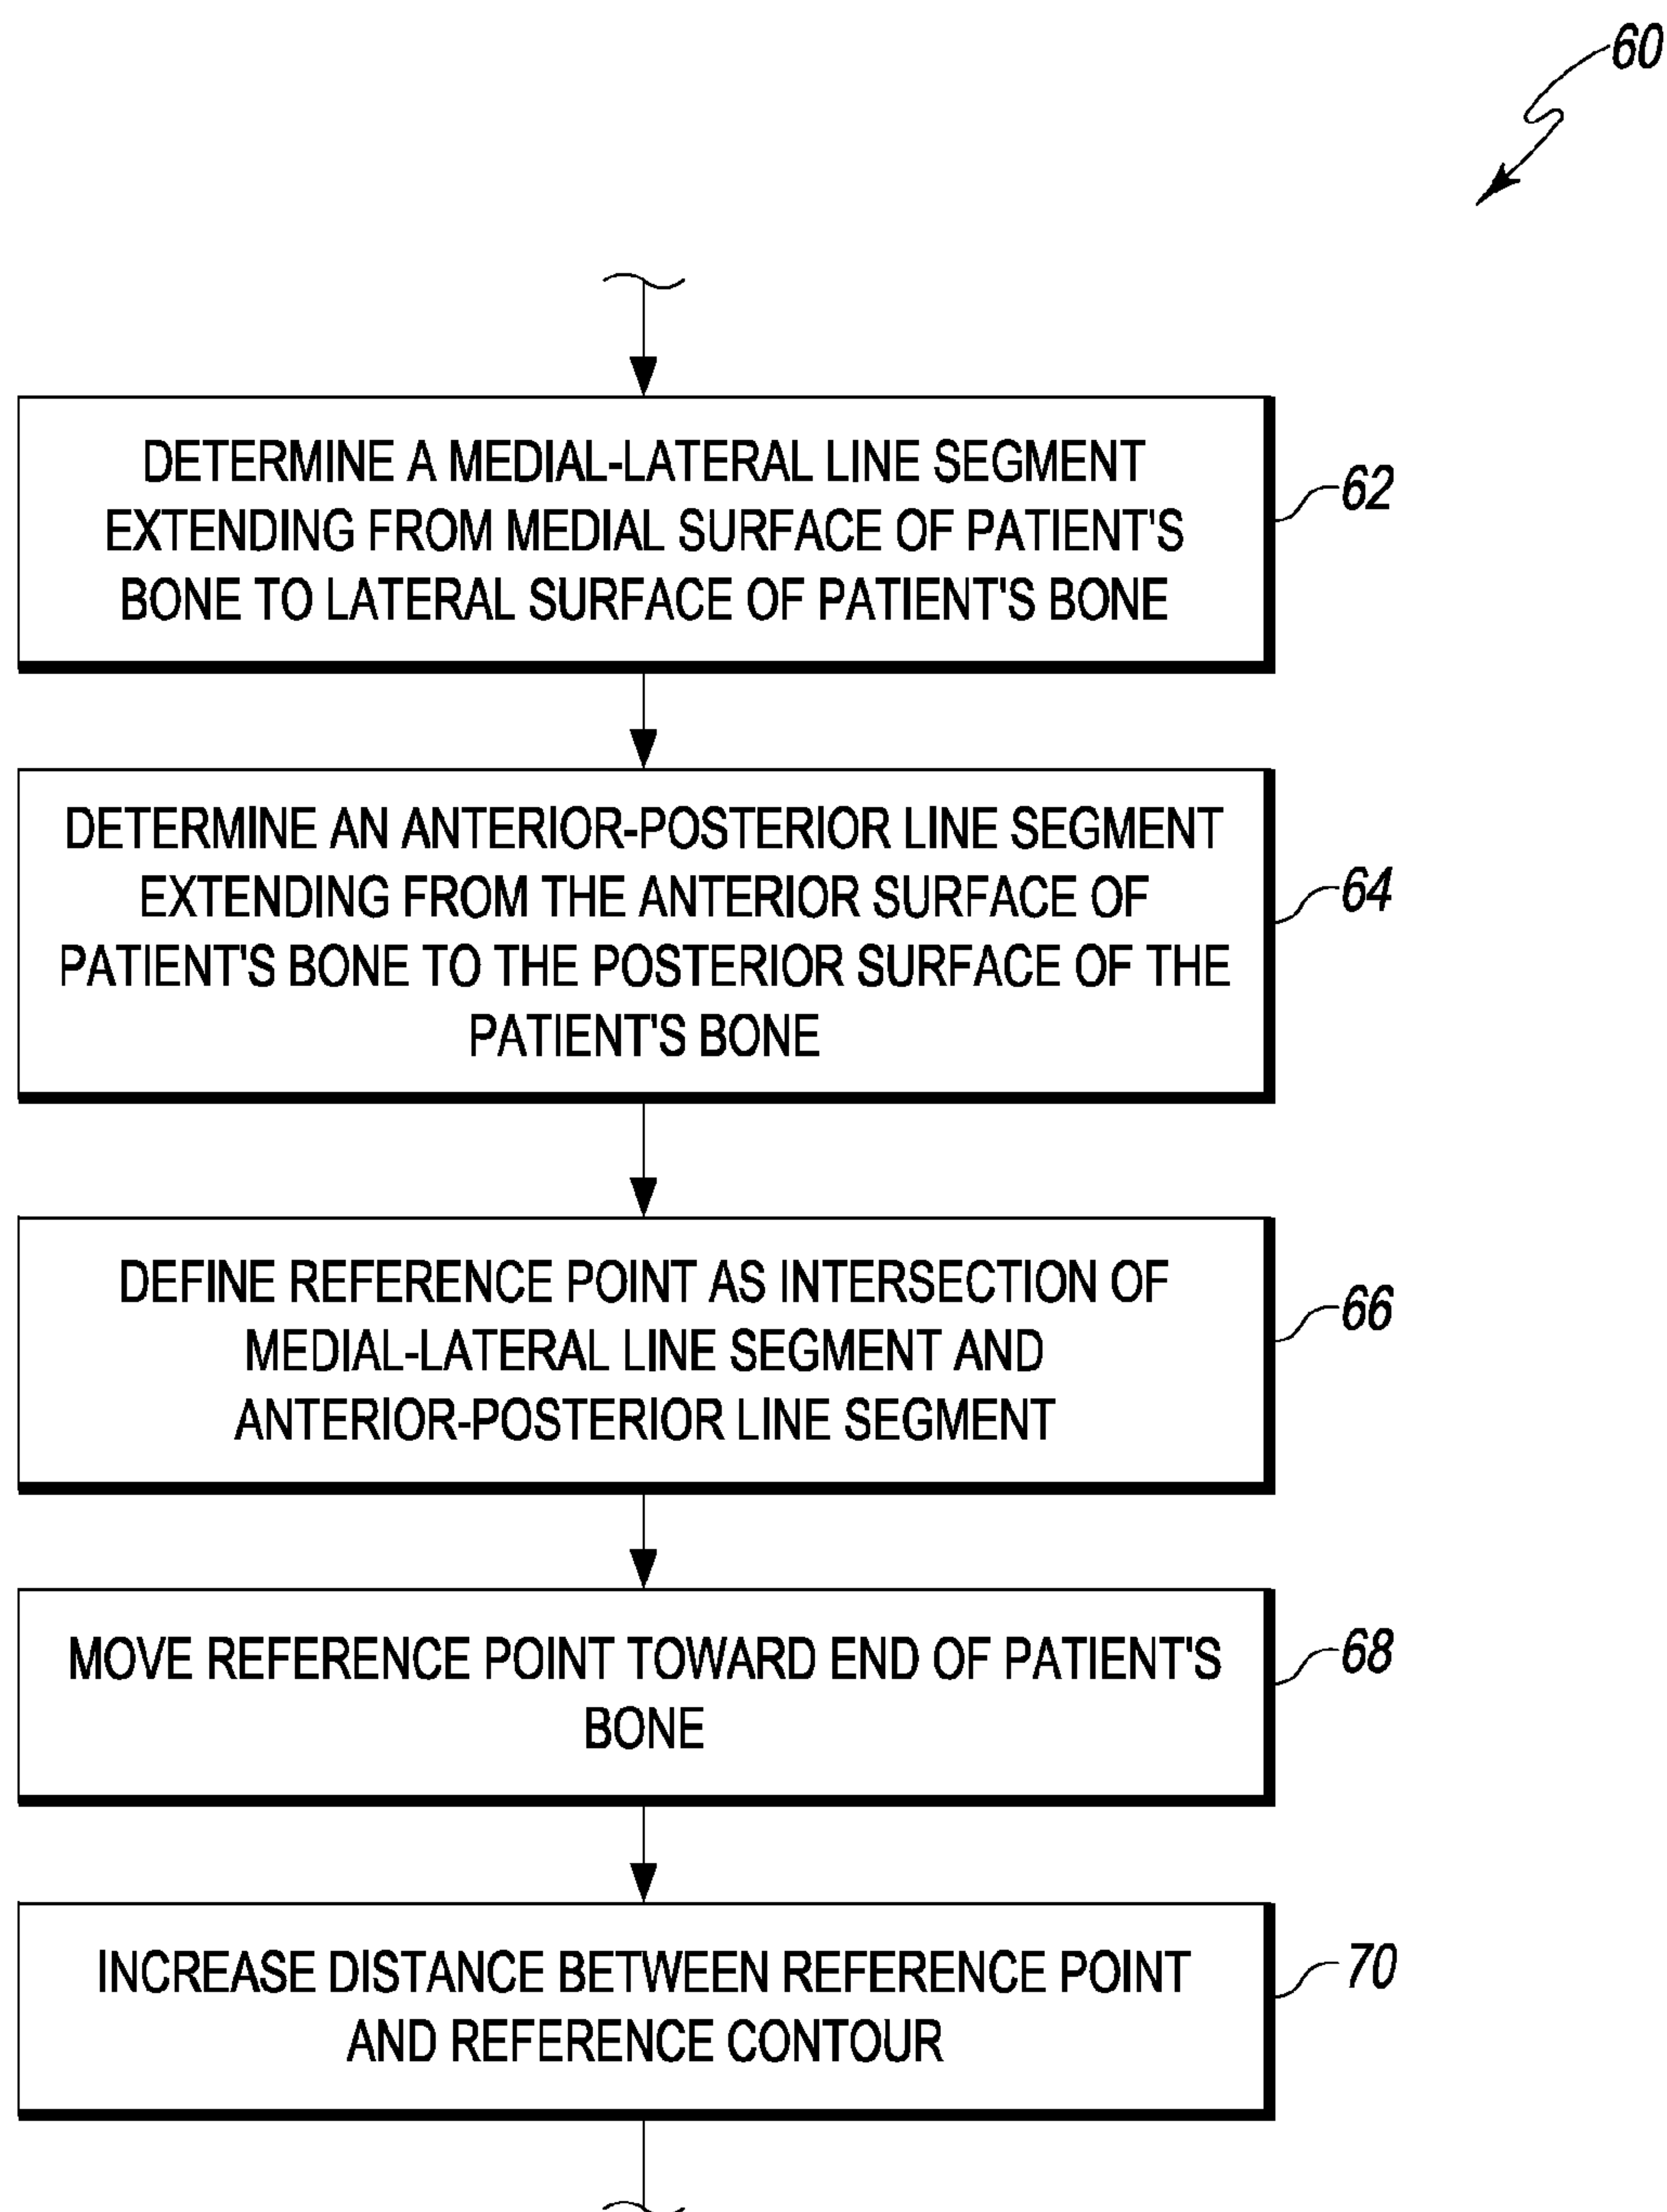 60
DETERMINE A MEDIAL-LATERAL LINE SEGMENT
EXTENDING FROM MEDIAL SURFACE OF PATIENT'S
BONE TO LATERAL SURFACE OF PATIENT'S BONE
62
DETERMINE AN ANTERIOR-POSTERIOR LINE SEGMENT
EXTENDING FROM THE ANTERIOR SURFACE OF
PATIENT'S BONE TO THE POSTERIOR SURFACE OF THE
PATIENT'S BONE
64
DEFINE REFERENCE POINT AS INTERSECTION OF
MEDIAL-LATERAL LINE SEGMENT AND
ANTERIOR-POSTERIOR LINE SEGMENT
66
MOVE REFERENCE POINT TOWARD END OF PATIENT'S
BONE
68
INCREASE DISTANCE BETWEEN REFERENCE POINT
AND REFERENCE CONTOUR
70